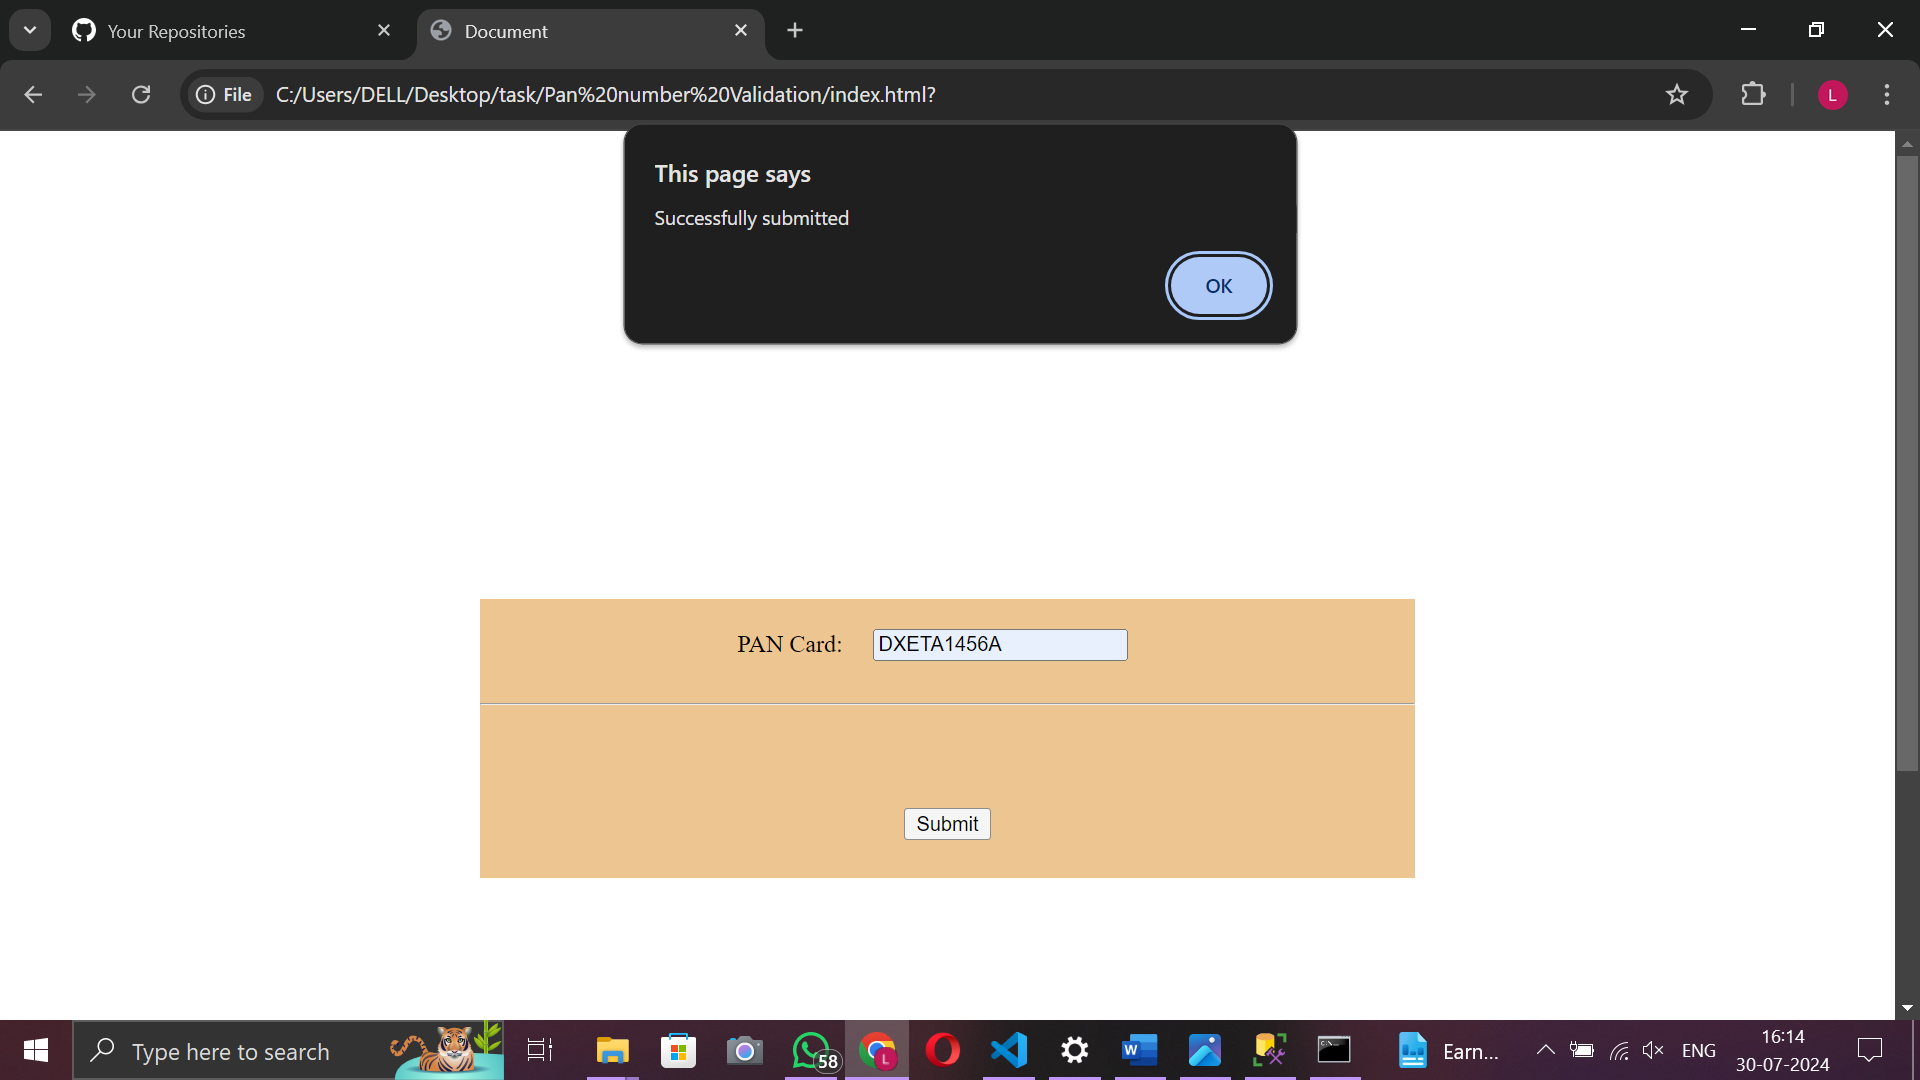 Your Repositories
Document
File
C:/Users/DELL/Desktop/task/Pan%20number%20Validation/index.html?
L
This page says
Successfully submitted
OK
PAN Card:
DXETA1456A
Submit
Type here to search
58
L
W
C:\_
Earn...
ENG
16:14
30-07-2024